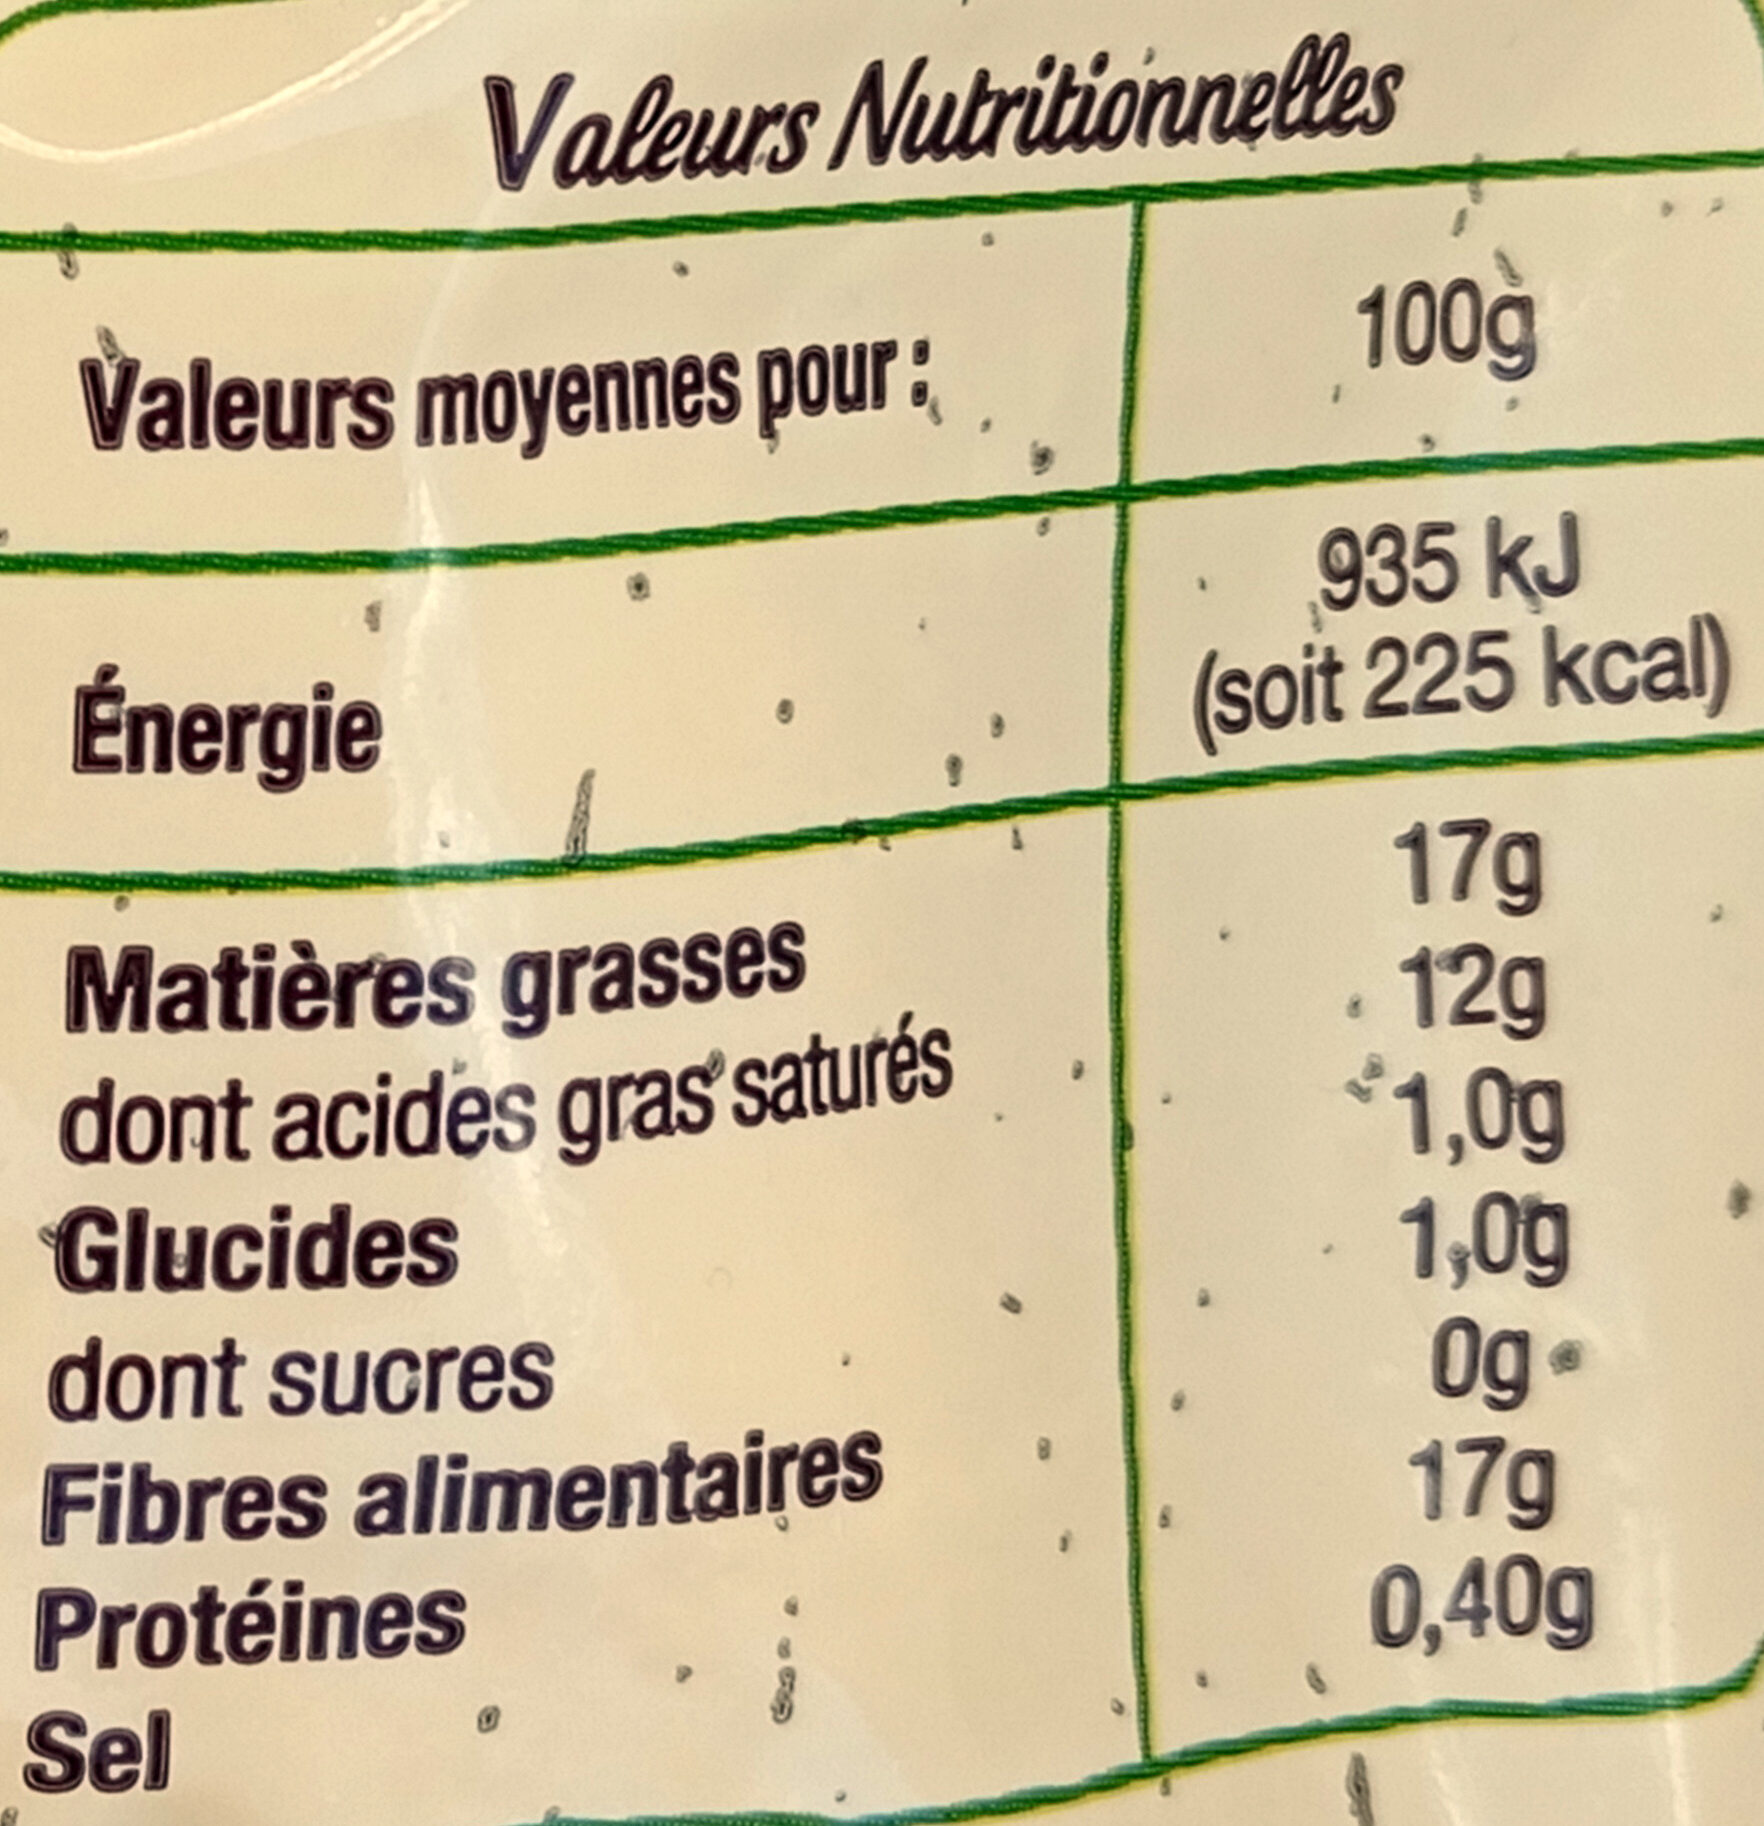 Valeurs Nutritionnelles
Valeurs moyennes pour : 100g
Énergie 935 kJ
(soit 225 kcal)
Matières grasses 17g
dont acides gras saturés 12g
Glucides 1,0g
dont sucres 1,0g
Fibres alimentaires 0g
Protéines 17g
Sel 0,40g